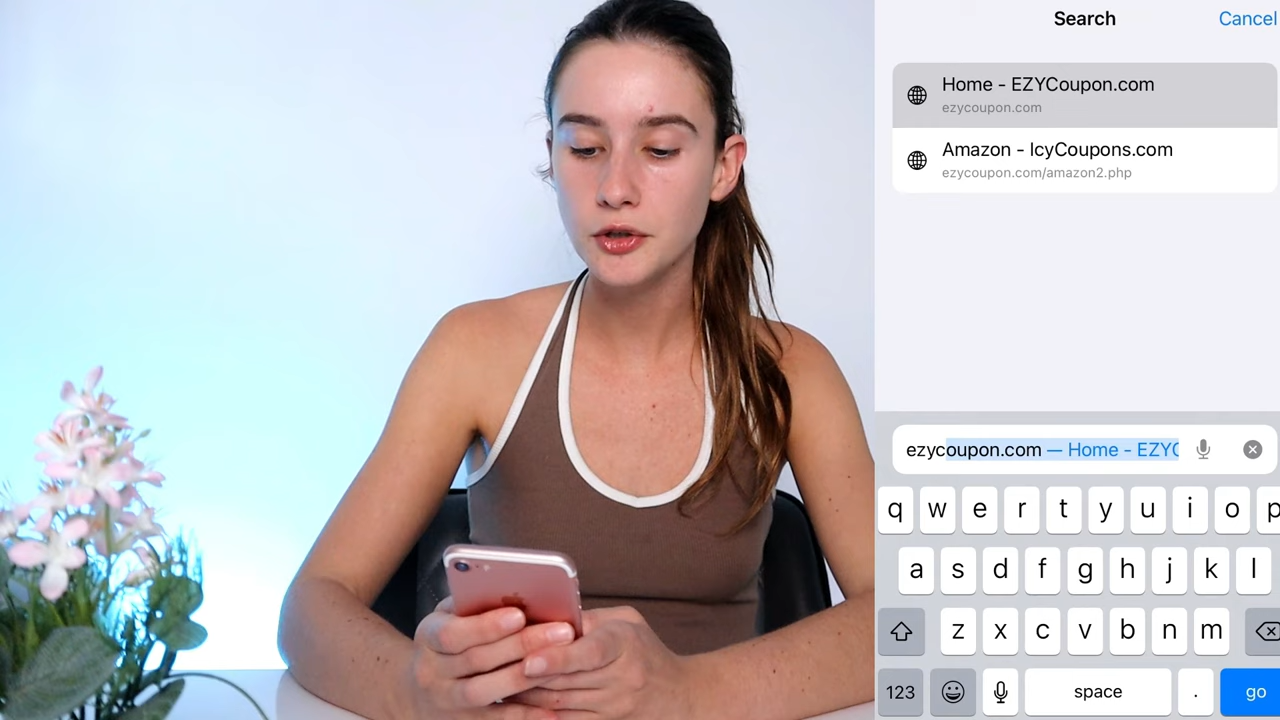 Search
Cancel
Home - EZYCoupon.com
ezycoupon.com
Amazon - IcyCoupons.com
ezycoupon.com/amazon2.php
ezycoupon.com — Home - EZYC
q w e r t y u i o p
a s d f g h j k l
z x c v b n m
123
space
.
go